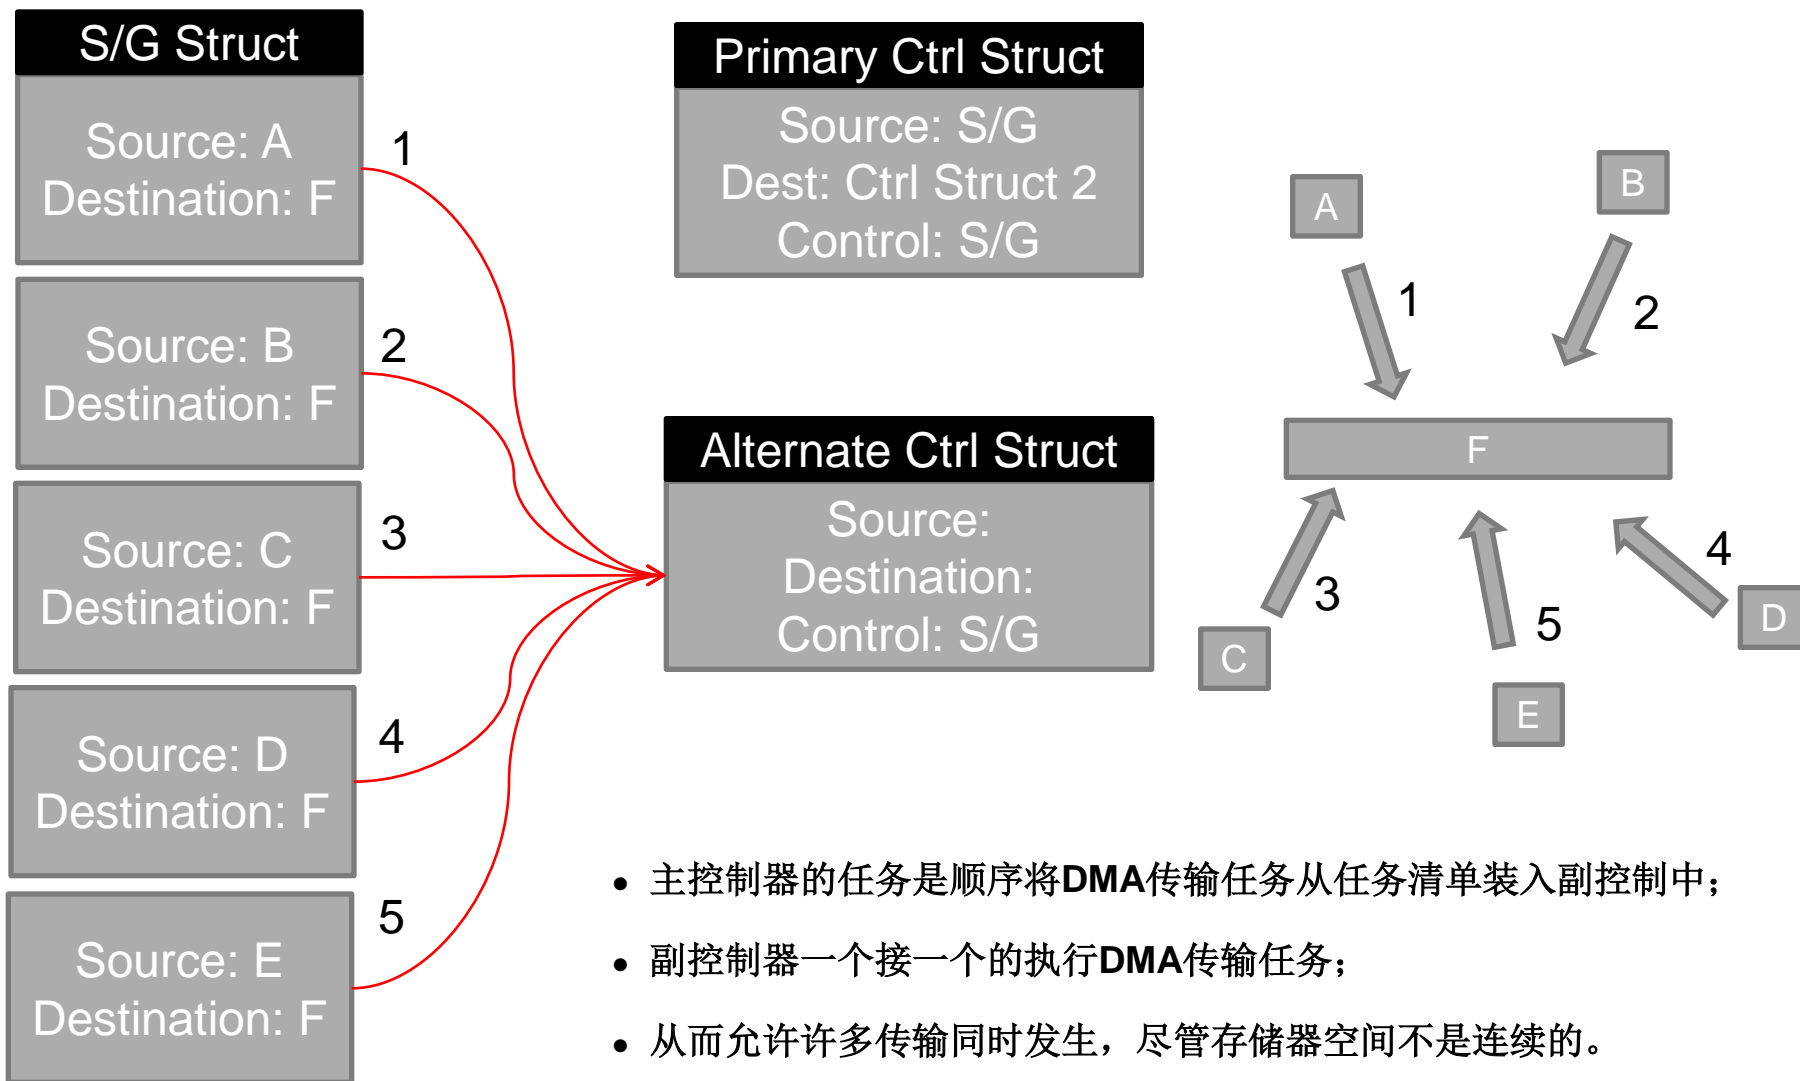 S/G Struct
Source: A
Destination: F
1
Source: B
Destination: F
2
Source: C
Destination: F
3
Source: D
Destination: F
4
Source: E
Destination: F
5
Primary Ctrl Struct
Source: S/G
Dest: Ctrl Struct 2
Control: S/G
Alternate Ctrl Struct
Source:
Destination:
Control: S/G
A
B
1
2
F
3
5
4
C
E
D
● 主控制器的任务是顺序将DMA传输任务从任务清单装入副控制中；
● 副控制器一个接一个的执行DMA传输任务；
● 从而允许许多传输同时发生，尽管存储器空间不是连续的。